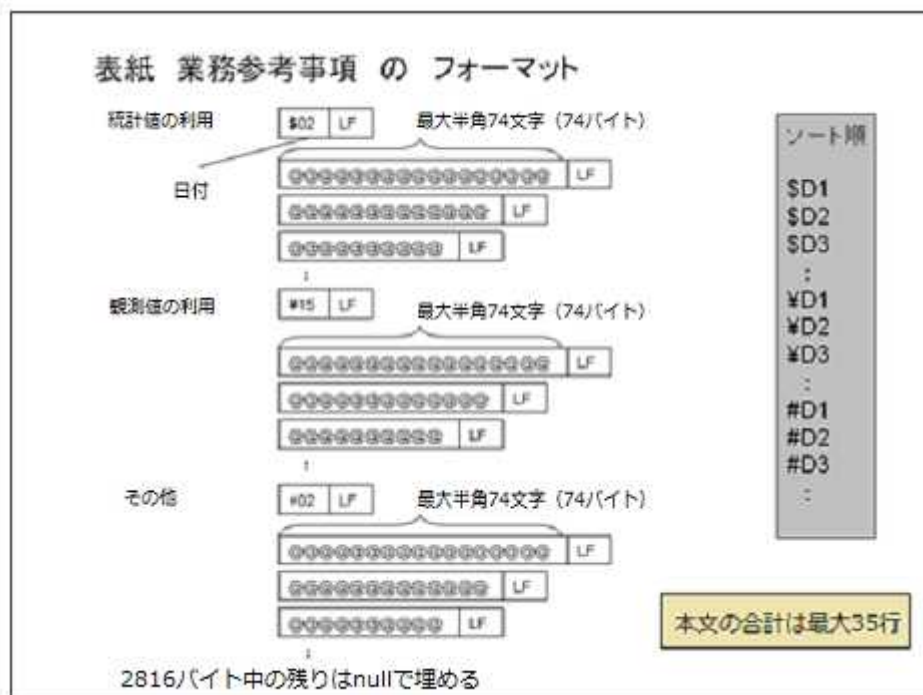 表紙 業務参考事項 の フォーマット
統計値の利用
$02 LF
最大半角74文字（74バイト）
日付
@@@@@@@@@@@@@@@@@ LF
@@@@@@@@@@@@@ LF
@@@@@@@@@@ LF
:
観測値の利用
¥15 LF
最大半角74文字（74バイト）
@@@@@@@@@@@@@@@@@ LF
@@@@@@@@@@@@@ LF
@@@@@@@@@@ LF
:
その他
#02 LF
最大半角74文字（74バイト）
@@@@@@@@@@@@@@@@@ LF
@@@@@@@@@@@@@ LF
@@@@@@@@@@ LF
:
2816バイト中の残りはnullで埋める
ソート順
$D1
$D2
$D3
:
¥D1
¥D2
¥D3
:
#D1
#D2
#D3
:
本文の合計は最大35行